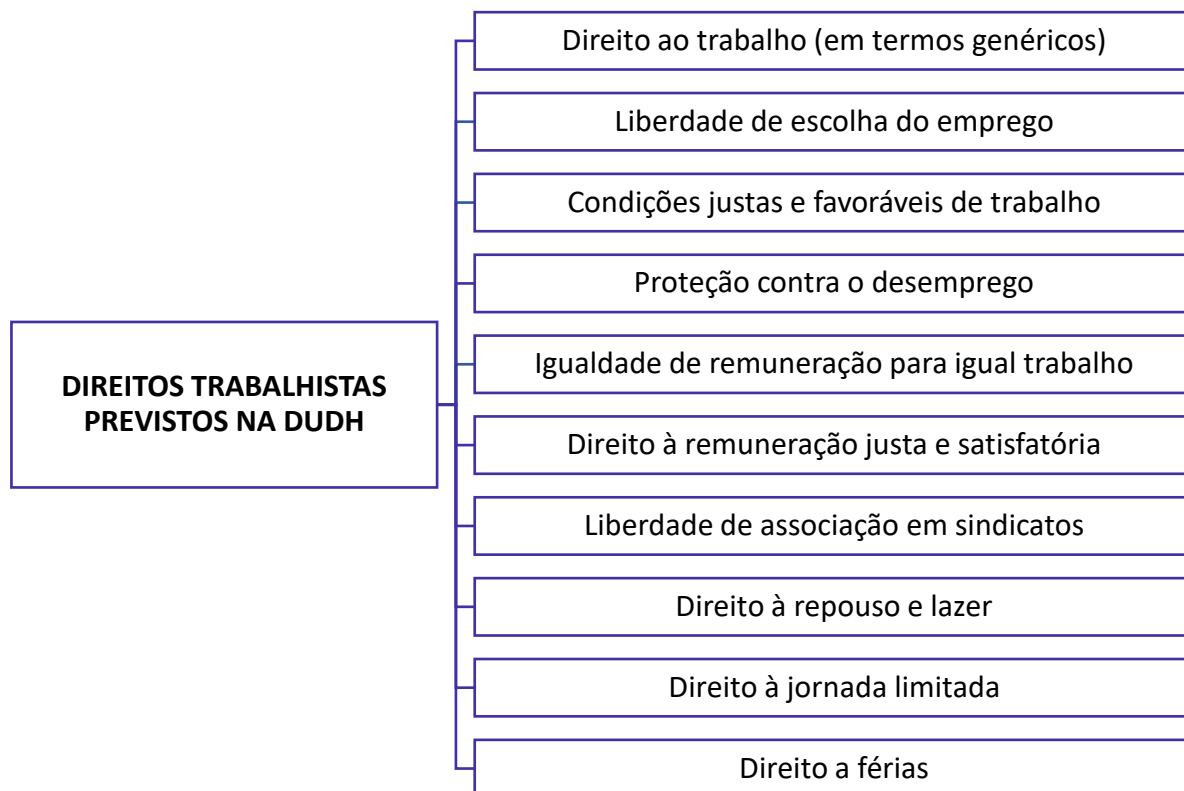 DIREITOS TRABALHISTAS
PREVISTOS NA DUDH
Direito ao trabalho (em termos genéricos)
Liberdade de escolha do emprego
Condições justas e favoráveis de trabalho
Proteção contra o desemprego
Igualdade de remuneração para igual trabalho
Direito à remuneração justa e satisfatória
Liberdade de associação em sindicatos
Direito à repouso e lazer
Direito à jornada limitada
Direito a férias